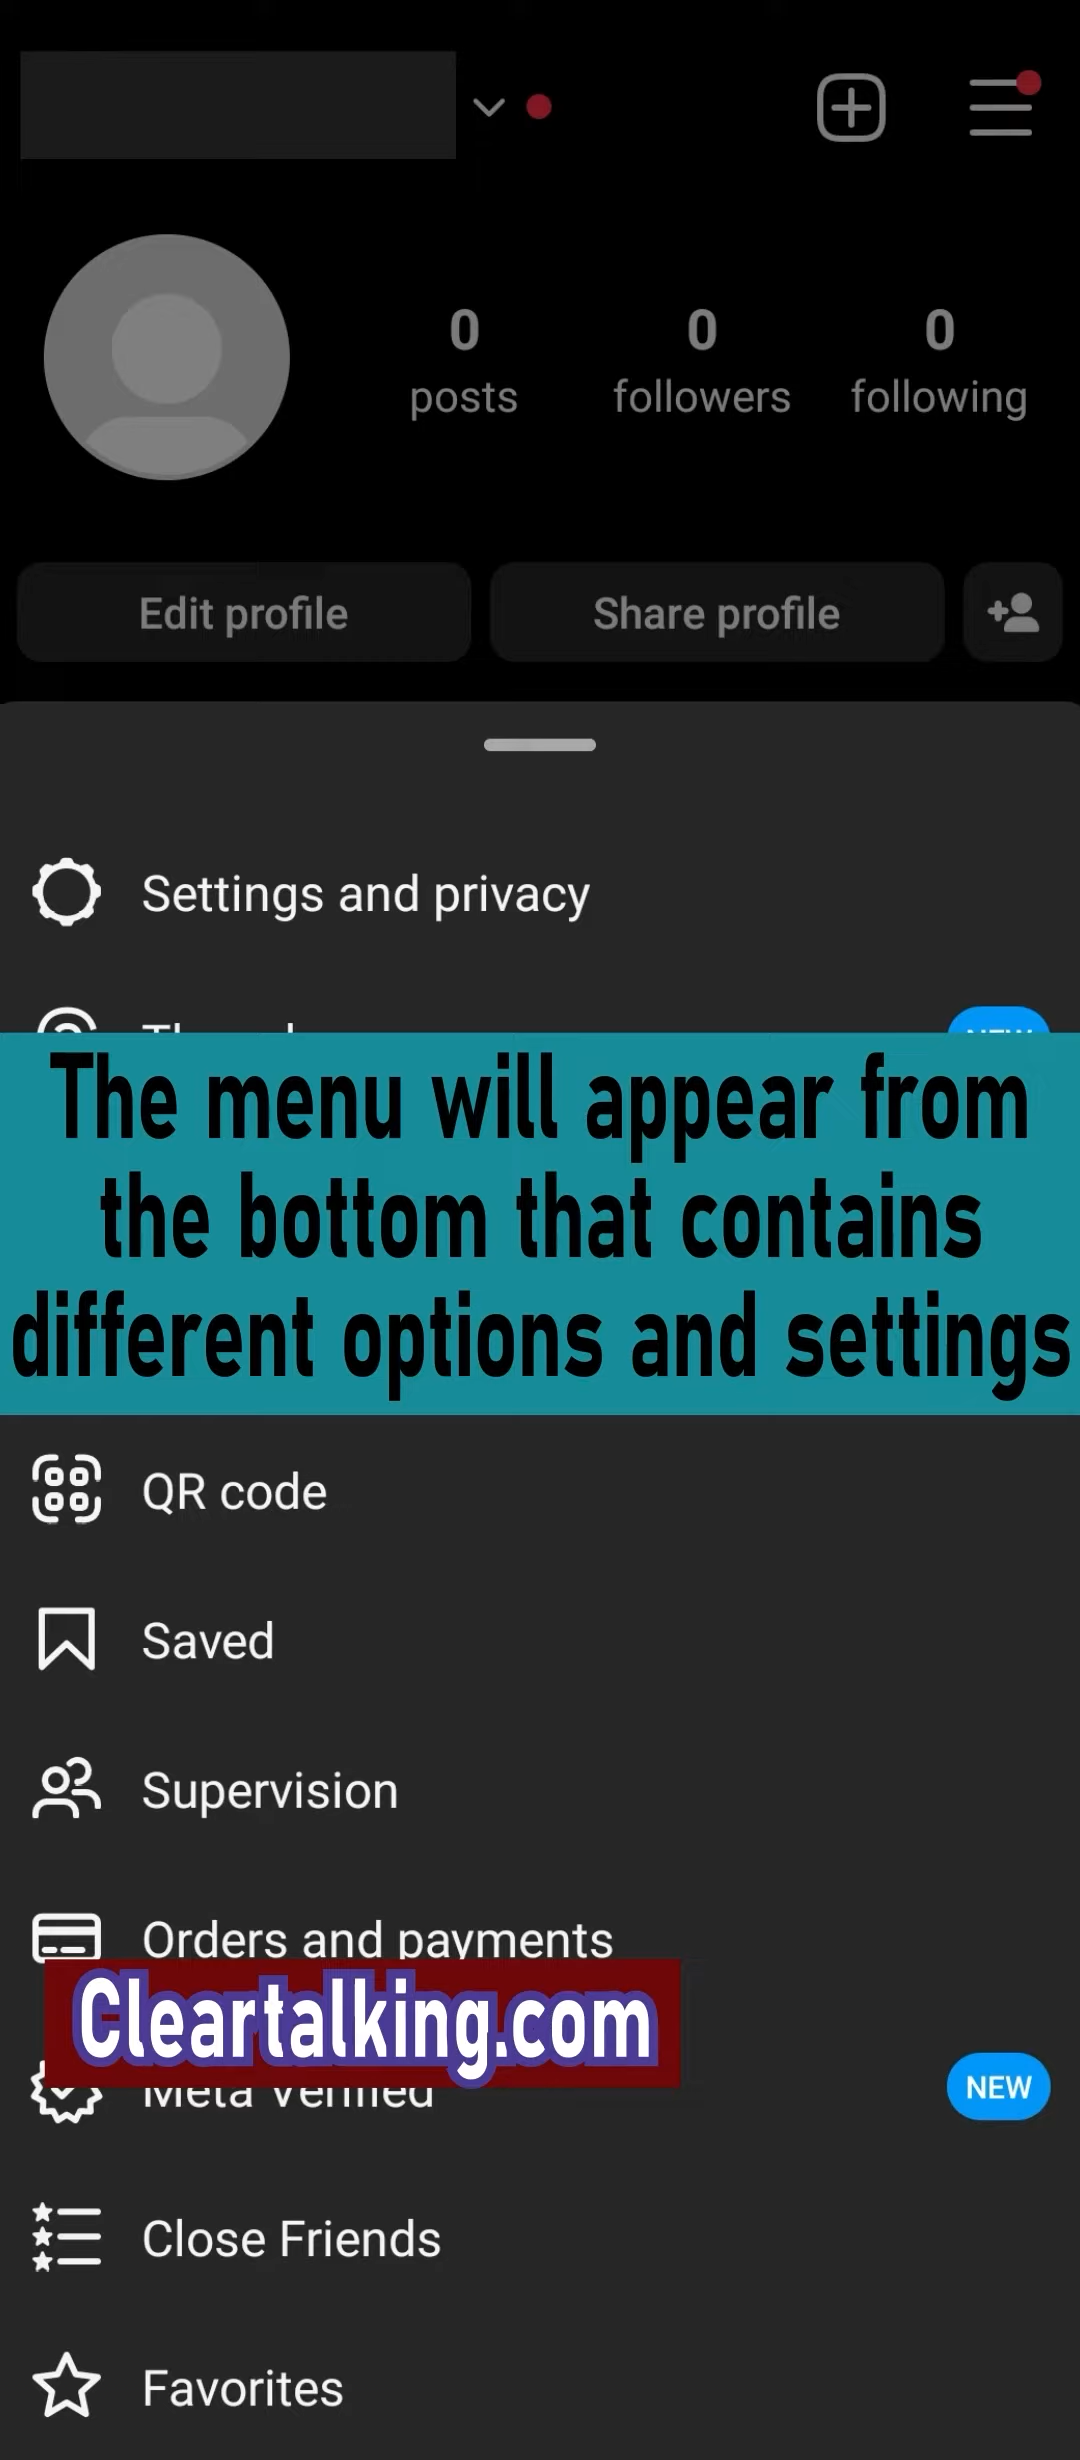 0 0 0
posts followers following
Edit profile Share profile
Settings and privacy
The menu will appear from
the bottom that contains
different options and settings
QR code
Saved
Supervision
Orders and payments
Cleartalking.com
Meta Verified
NEW
Close Friends
Favorites